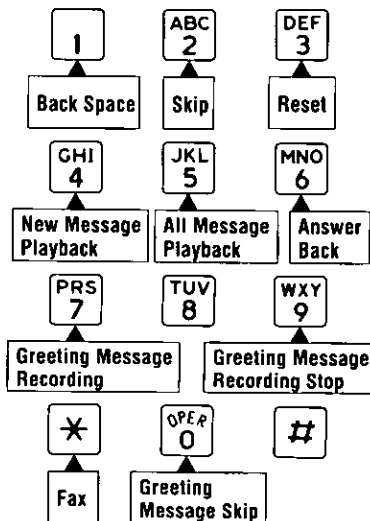 1
ABC
2
DEF
3
Back Space
Skip
Reset
GHI
4
JKL
5
MNO
6
New Message
Playback
All Message
Playback
Answer
Back
PRS
7
TUV
8
WXY
9
Greeting Message
Recording
Greeting Message
Recording Stop
*
OPER
0
#
Fax
Greeting
Message Skip